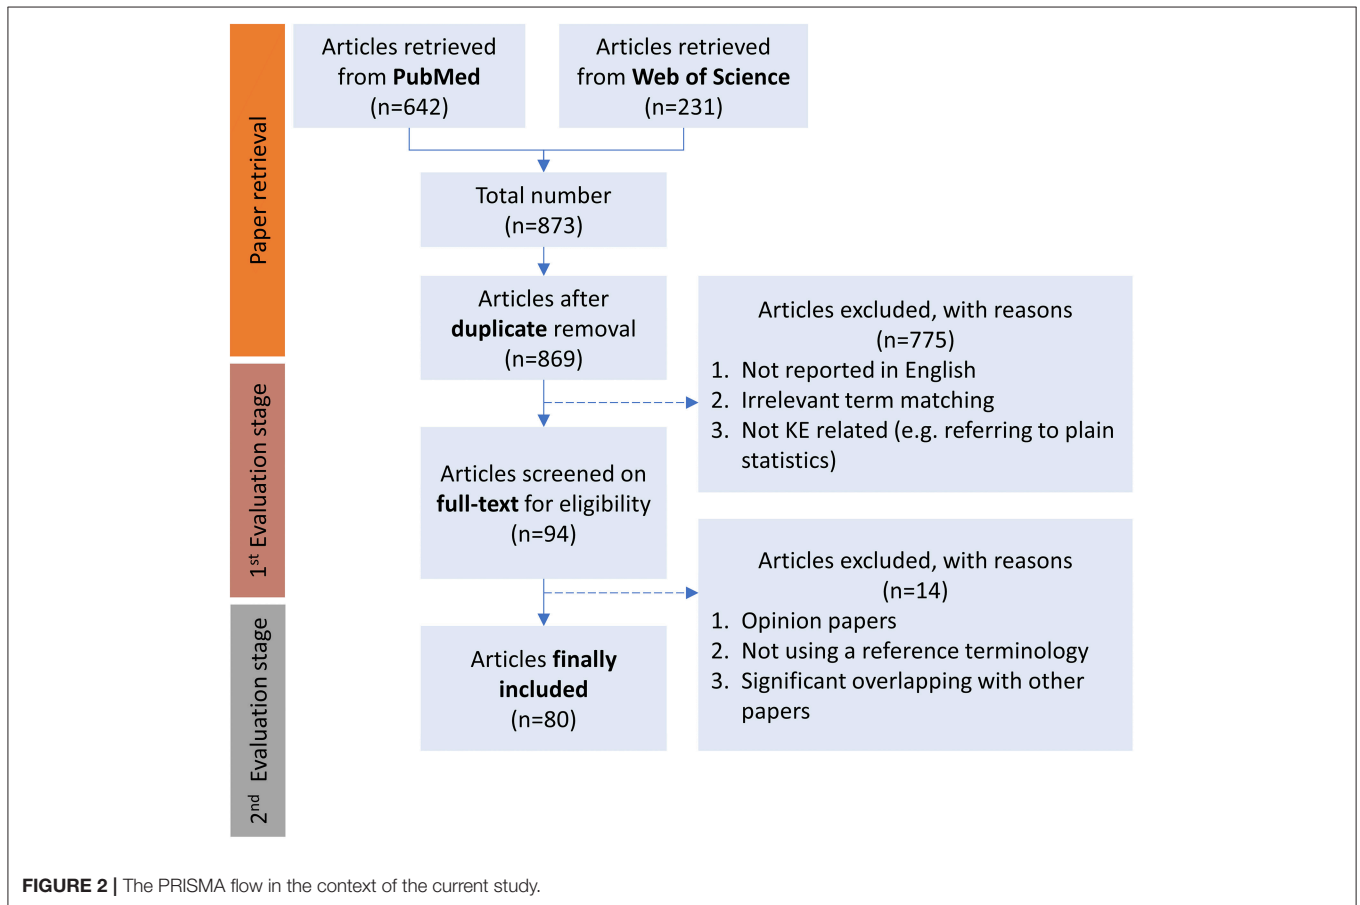 Paper retrieval
1st Evaluation stage
2nd Evaluation stage
Articles retrieved
from PubMed
(n=642)
Articles retrieved
from Web of Science
(n=231)
Total number
(n=873)
Articles after
duplicate removal
(n=869)
Articles excluded, with reasons
(n=775)
1. Not reported in English
2. Irrelevant term matching
3. Not KE related (e.g. referring to plain
statistics)
Articles screened on
full-text for eligibility
(n=94)
Articles excluded, with reasons
(n=14)
1. Opinion papers
2. Not using a reference terminology
3. Significant overlapping with other
papers
Articles finally
included
(n=80)
FIGURE 2 | The PRISMA flow in the context of the current study.